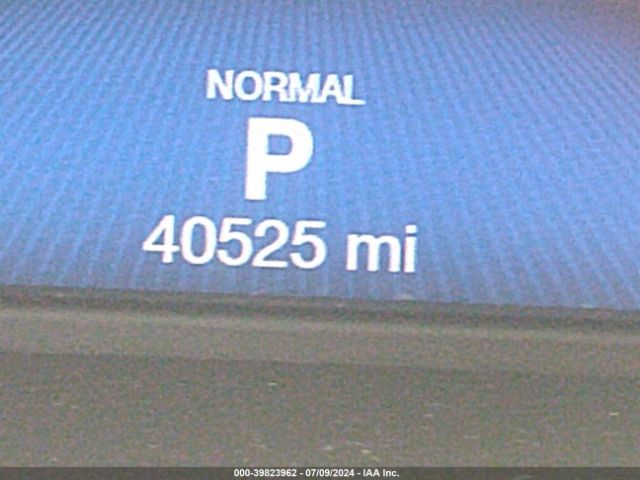 NORMAL
P
40525 mi
000-39823962 - 07/09/2024 - IAA Inc.